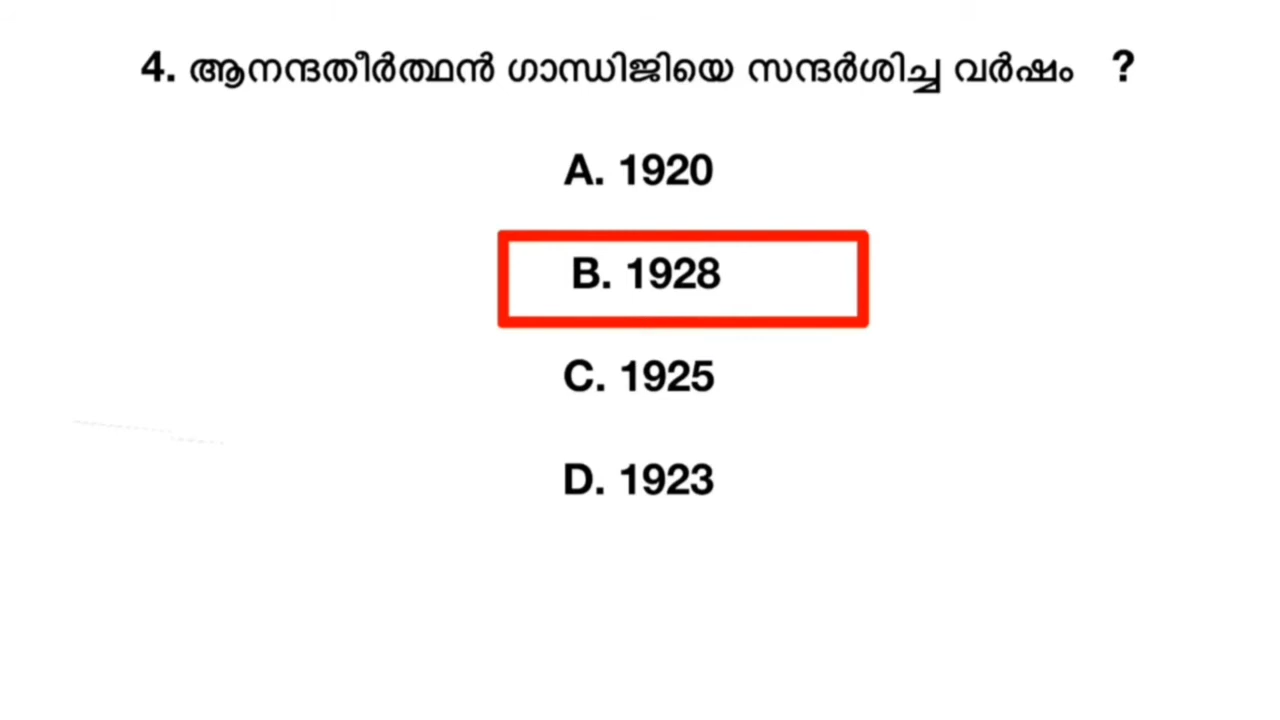 4. ആനന്ദതീർത്ഥൻ ഗാന്ധിജിയെ സന്ദർശിച്ച വർഷം ?
A. 1920
B. 1928
C. 1925
D. 1923